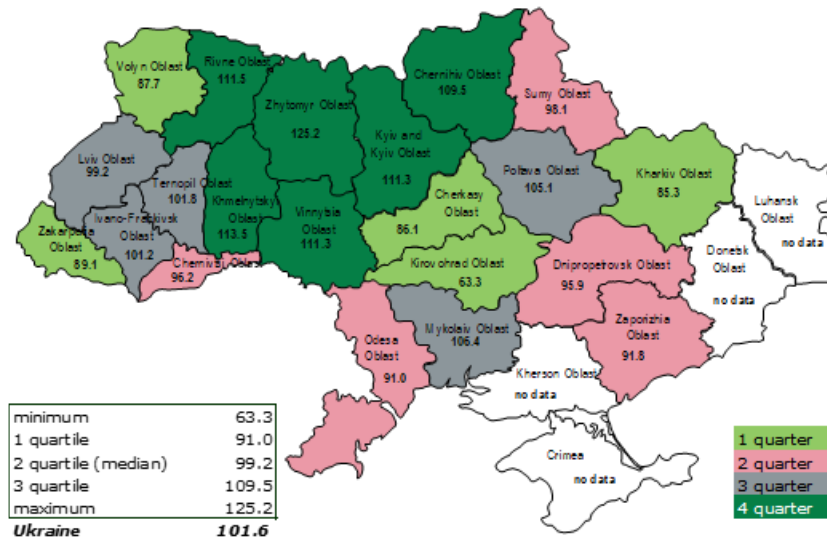 Volyn Oblast
87.7
Rivne Oblast
111.5
Zhytomyr Oblast
125.2
Kyiv and
Kyiv Oblast
111.3
Chernihiv Oblast
109.5
Sumy Oblast
98.1
Lviv Oblast
99.2
Ternopil Oblast
101.8
Khmelnytsky
Oblast
113.5
Vinnytsia
Oblast
111.3
Cherkasy
Oblast
86.1
Poltava Oblast
105.1
Kharkiv Oblast
85.3
Luhansk
Oblast
no data
Zakarpattia
Oblast
89.1
Ivano-Frankivsk
Oblast
101.2
Chernivtsi Oblast
96.2
Kirovohrad Oblast
63.3
Dnipropetrovsk Oblast
95.9
Donetsk
Oblast
no data
Odesa
Oblast
91.0
Mykolaiv Oblast
106.4
Zaporizhia
Oblast
91.8
Kherson Oblast
no data
Crimea
no data
minimum 63.3
1 quartile 91.0
2 quartile (median) 99.2
3 quartile 109.5
maximum 125.2
Ukraine 101.6
1 quarter
2 quarter
3 quarter
4 quarter